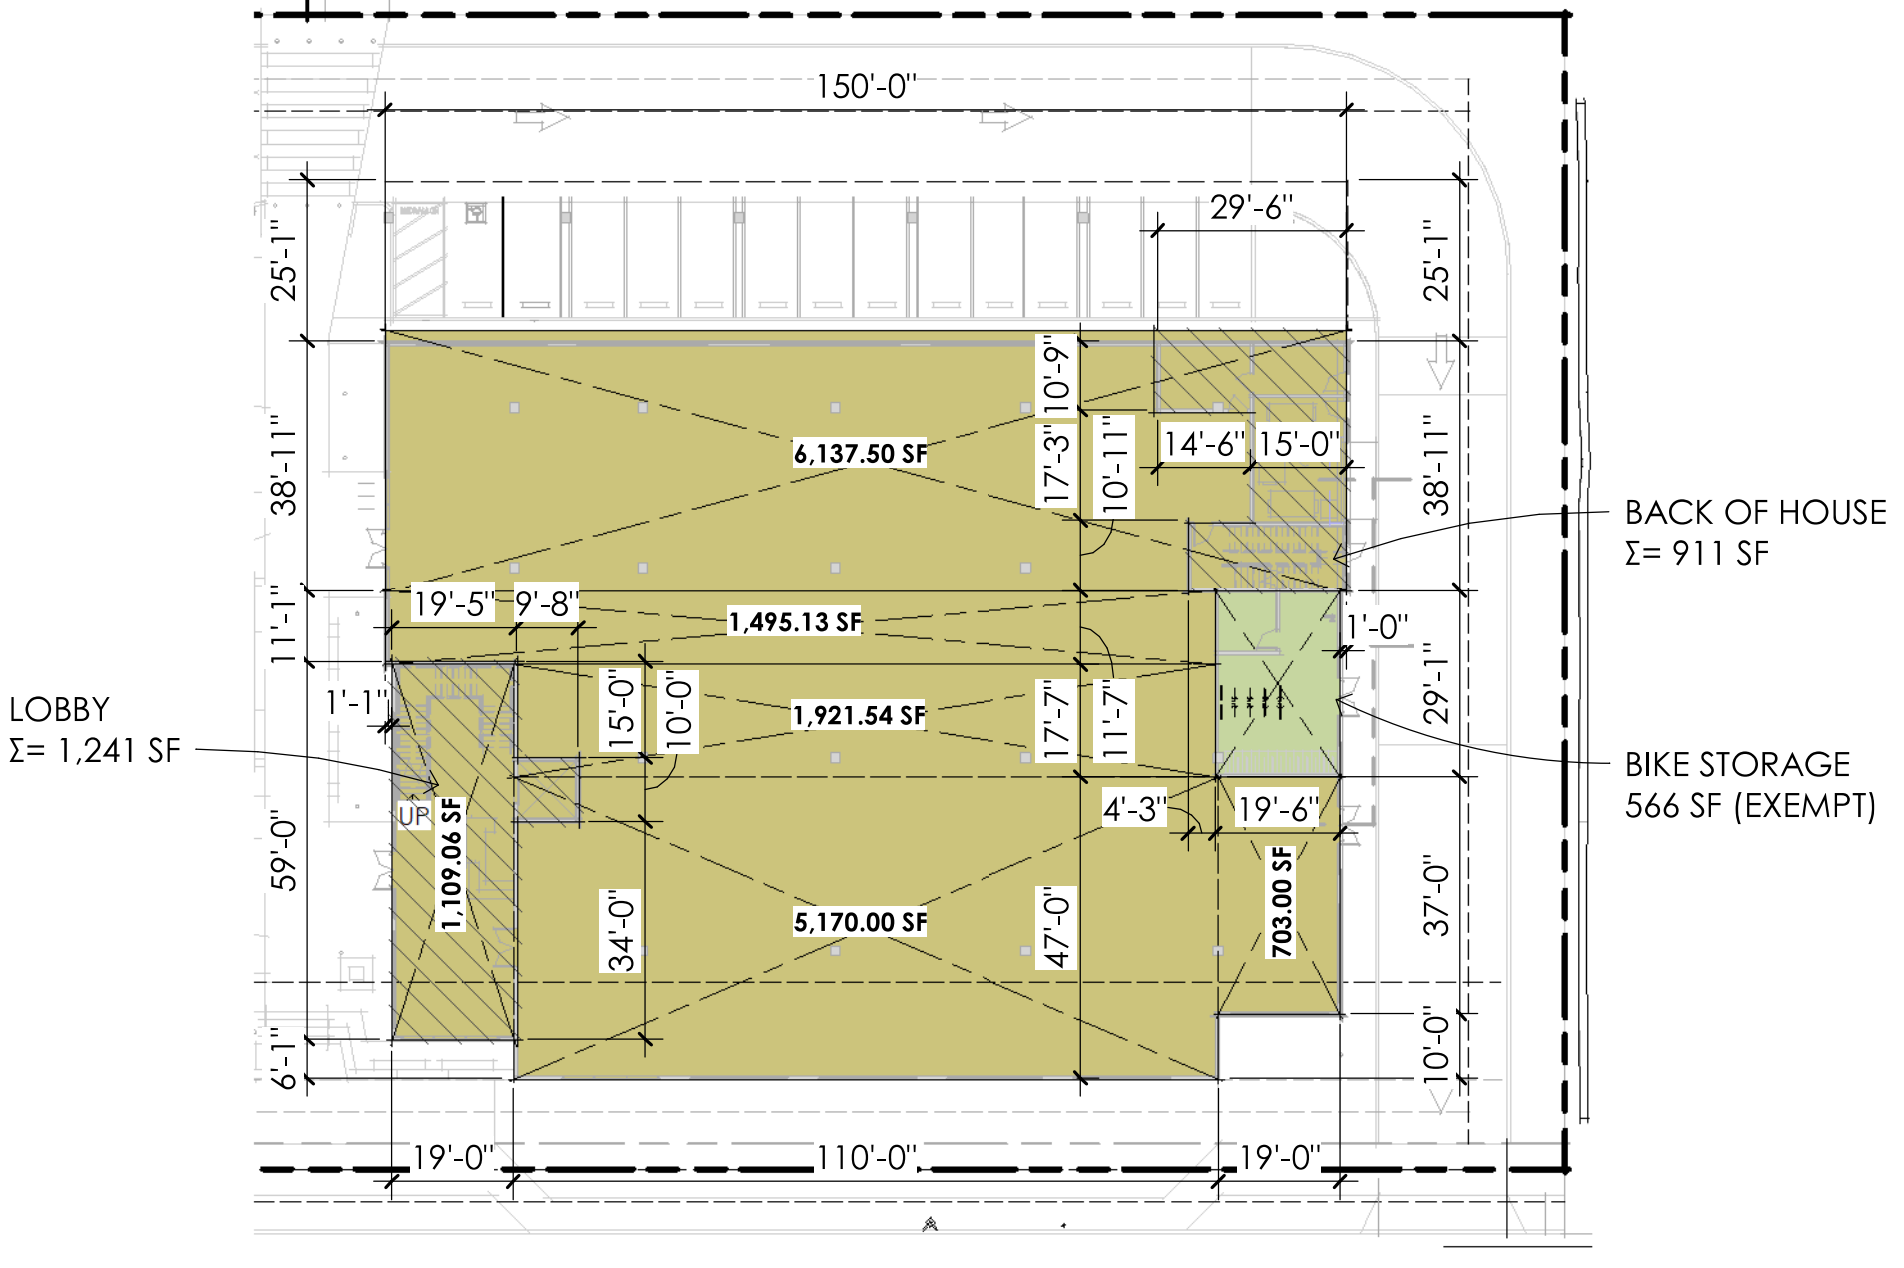 150'-0"
29'-6"
25'-1"
25'-1"
10'-9"
38'-11"
17'-3"
10'-11"
14'-6"
15'-0"
38'-11"
6,137.50 SF
BACK OF HOUSE
Σ= 911 SF
19'-5"
9'-8"
1,495.13 SF
11'-1"
1'-0"
LOBBY
Σ= 1,241 SF
1'-1"
15'-0"
10'-0"
1,921.54 SF
17'-7"
11'-7"
29'-1"
BIKE STORAGE
566 SF (EXEMPT)
UP
4'-3"
19'-6"
59'-0"
1,109.06 SF
34'-0"
5,170.00 SF
47'-0"
703.00 SF
37'-0"
6'-1"
10'-0"
19'-0"
110'-0"
19'-0"